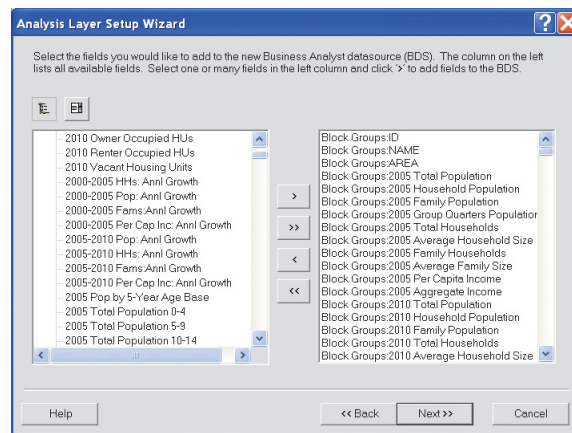 Analysis Layer Setup Wizard
Select the fields you would like to add to the new Business Analyst datasource (BDS). The column on the left
lists all available fields. Select one or many fields in the left column and click '>' to add fields to the BDS.
2010 Owner Occupied HUs
2010 Renter Occupied HUs
2010 Vacant Housing Units
2000-2005 HHs: Annl Growth
2000-2005 Pop: Annl Growth
2000-2005 Fams:Annl Growth
2000-2005 Per Cap Inc: Annl Growth
2005-2010 Pop: Annl Growth
2005-2010 HHs: Annl Growth
2005-2010 Fams:Annl Growth
2005-2010 Per Cap Inc: Annl Growth
2005 Pop by 5-Year Age Base
2005 Total Population 0-4
2005 Total Population 5-9
2005 Total Population 10-14
>
>>
<
<<
Block Groups:ID
Block Groups:NAME
Block Groups:AREA
Block Groups:2005 Total Population
Block Groups:2005 Household Population
Block Groups:2005 Family Population
Block Groups:2005 Group Quarters Population
Block Groups:2005 Total Households
Block Groups:2005 Average Household Size
Block Groups:2005 Family Households
Block Groups:2005 Average Family Size
Block Groups:2005 Per Capita Income
Block Groups:2005 Aggregate Income
Block Groups:2010 Total Population
Block Groups:2010 Household Population
Block Groups:2010 Family Population
Block Groups:2010 Total Households
Block Groups:2010 Average Household Size
Help
<< Back
Next >>
Cancel